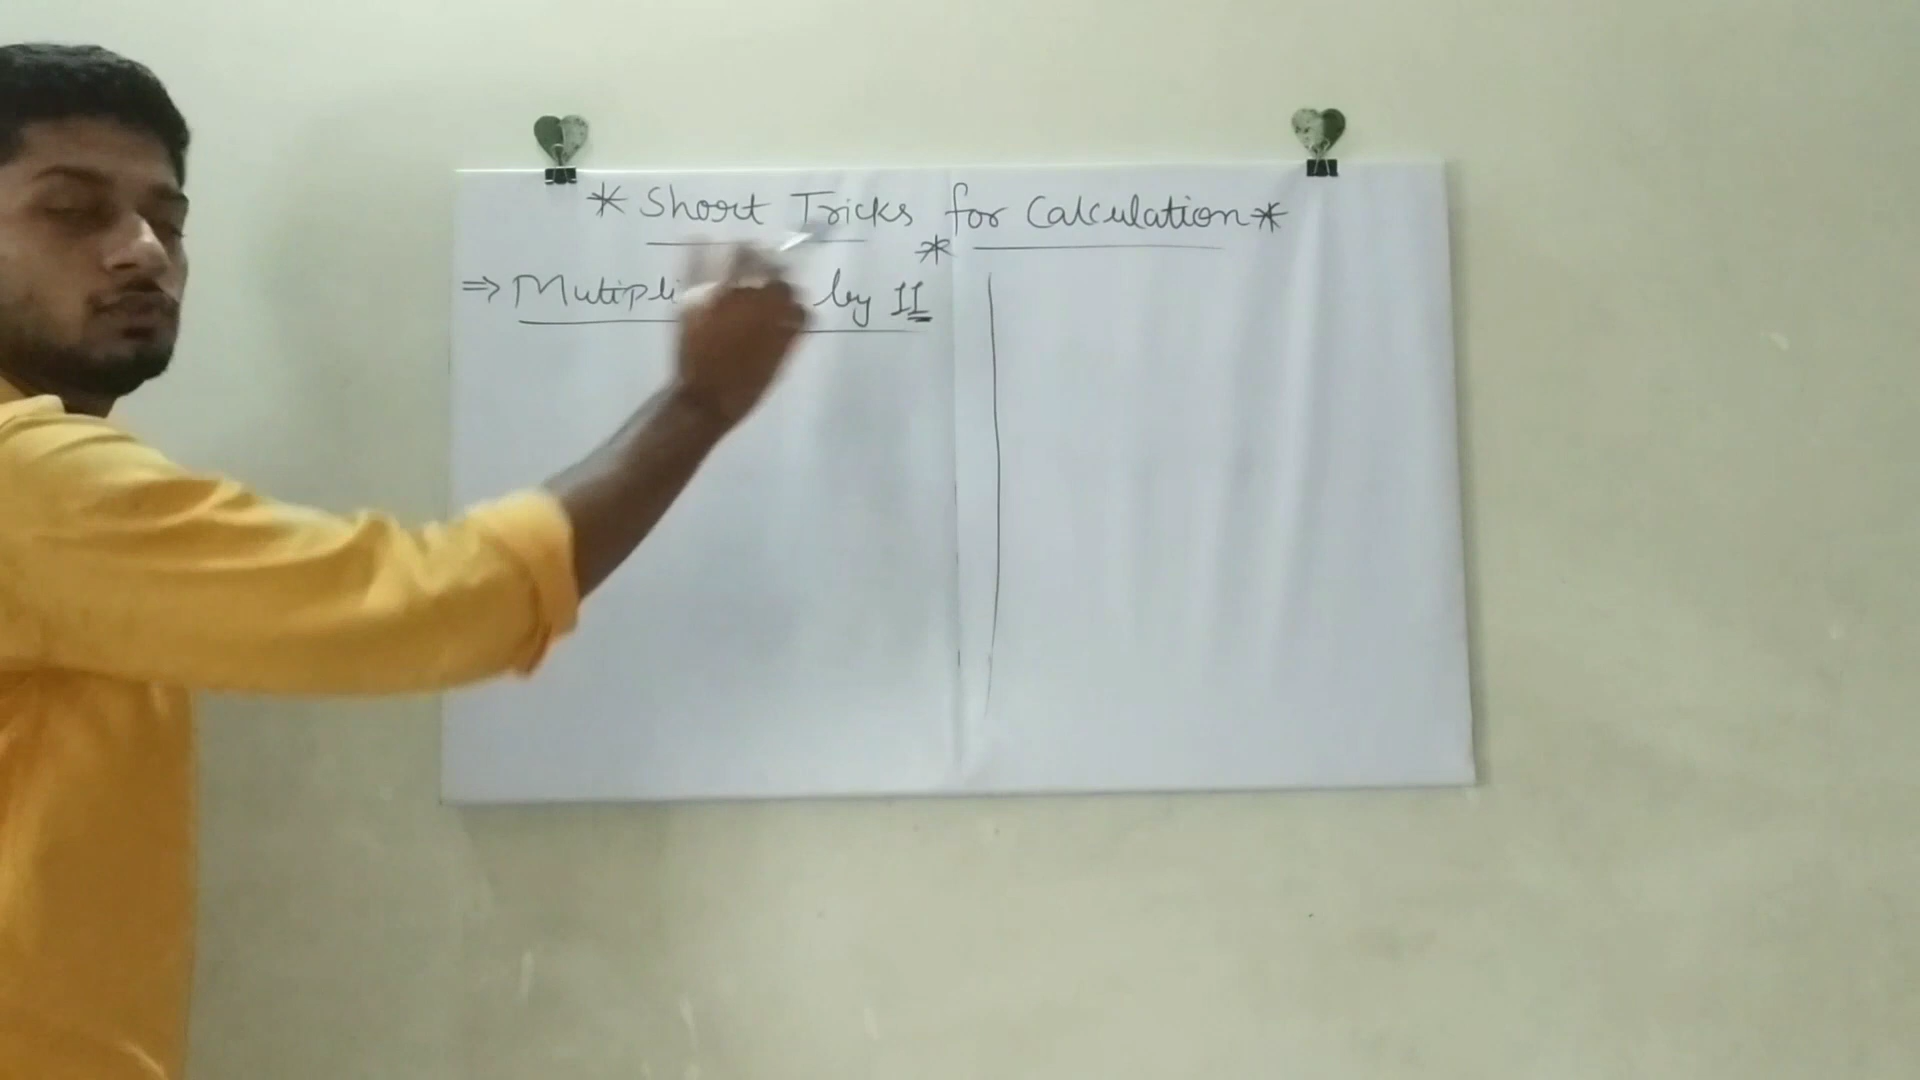 * Short Tricks for Calculation *
*
⇒ Mutipli by 11